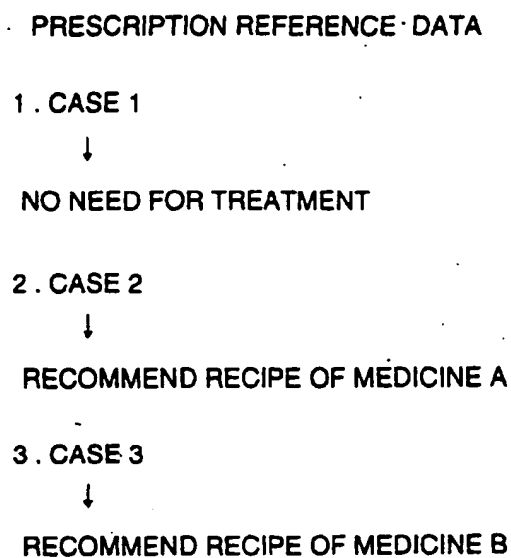 PRESCRIPTION REFERENCE DATA
1 . CASE 1
↓
NO NEED FOR TREATMENT
2 . CASE 2
↓
RECOMMEND RECIPE OF MEDICINE A
3 . CASE 3
↓
RECOMMEND RECIPE OF MEDICINE B